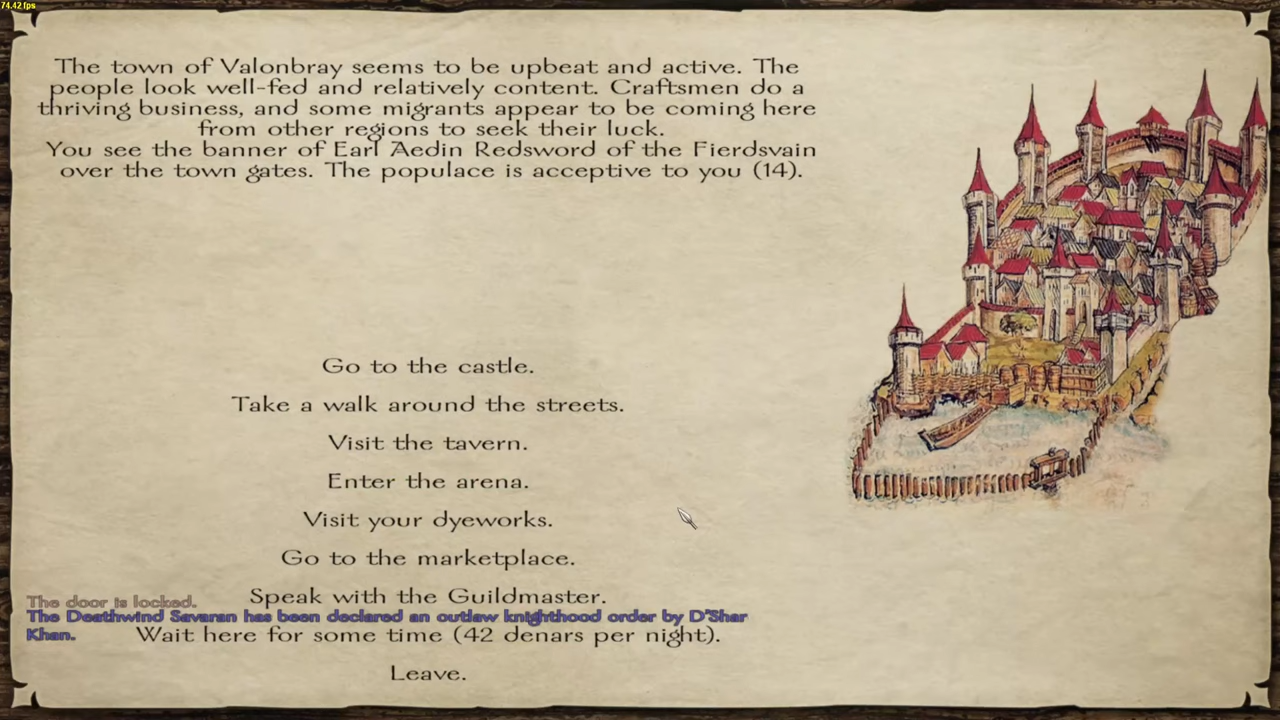 74.42 fps
The town of Valonbray seems to be upbeat and active. The
people look well-fed and relatively content. Craftsmen do a
thriving business, and some migrants appear to be coming here
from other regions to seek their luck.
You see the banner of Earl Aedin Redsword of the Fierdsvain
over the town gates. The populace is acceptive to you (14).
Go to the castle.
Take a walk around the streets.
Visit the tavern.
Enter the arena.
Visit your dyeworks.
Go to the marketplace.
Speak with the Guildmaster.
The door is locked.
The Deathwind Savaran has been declared an outlaw knighthood order by D'Shar
Khan.
Wait here for some time (42 denars per night).
Leave.